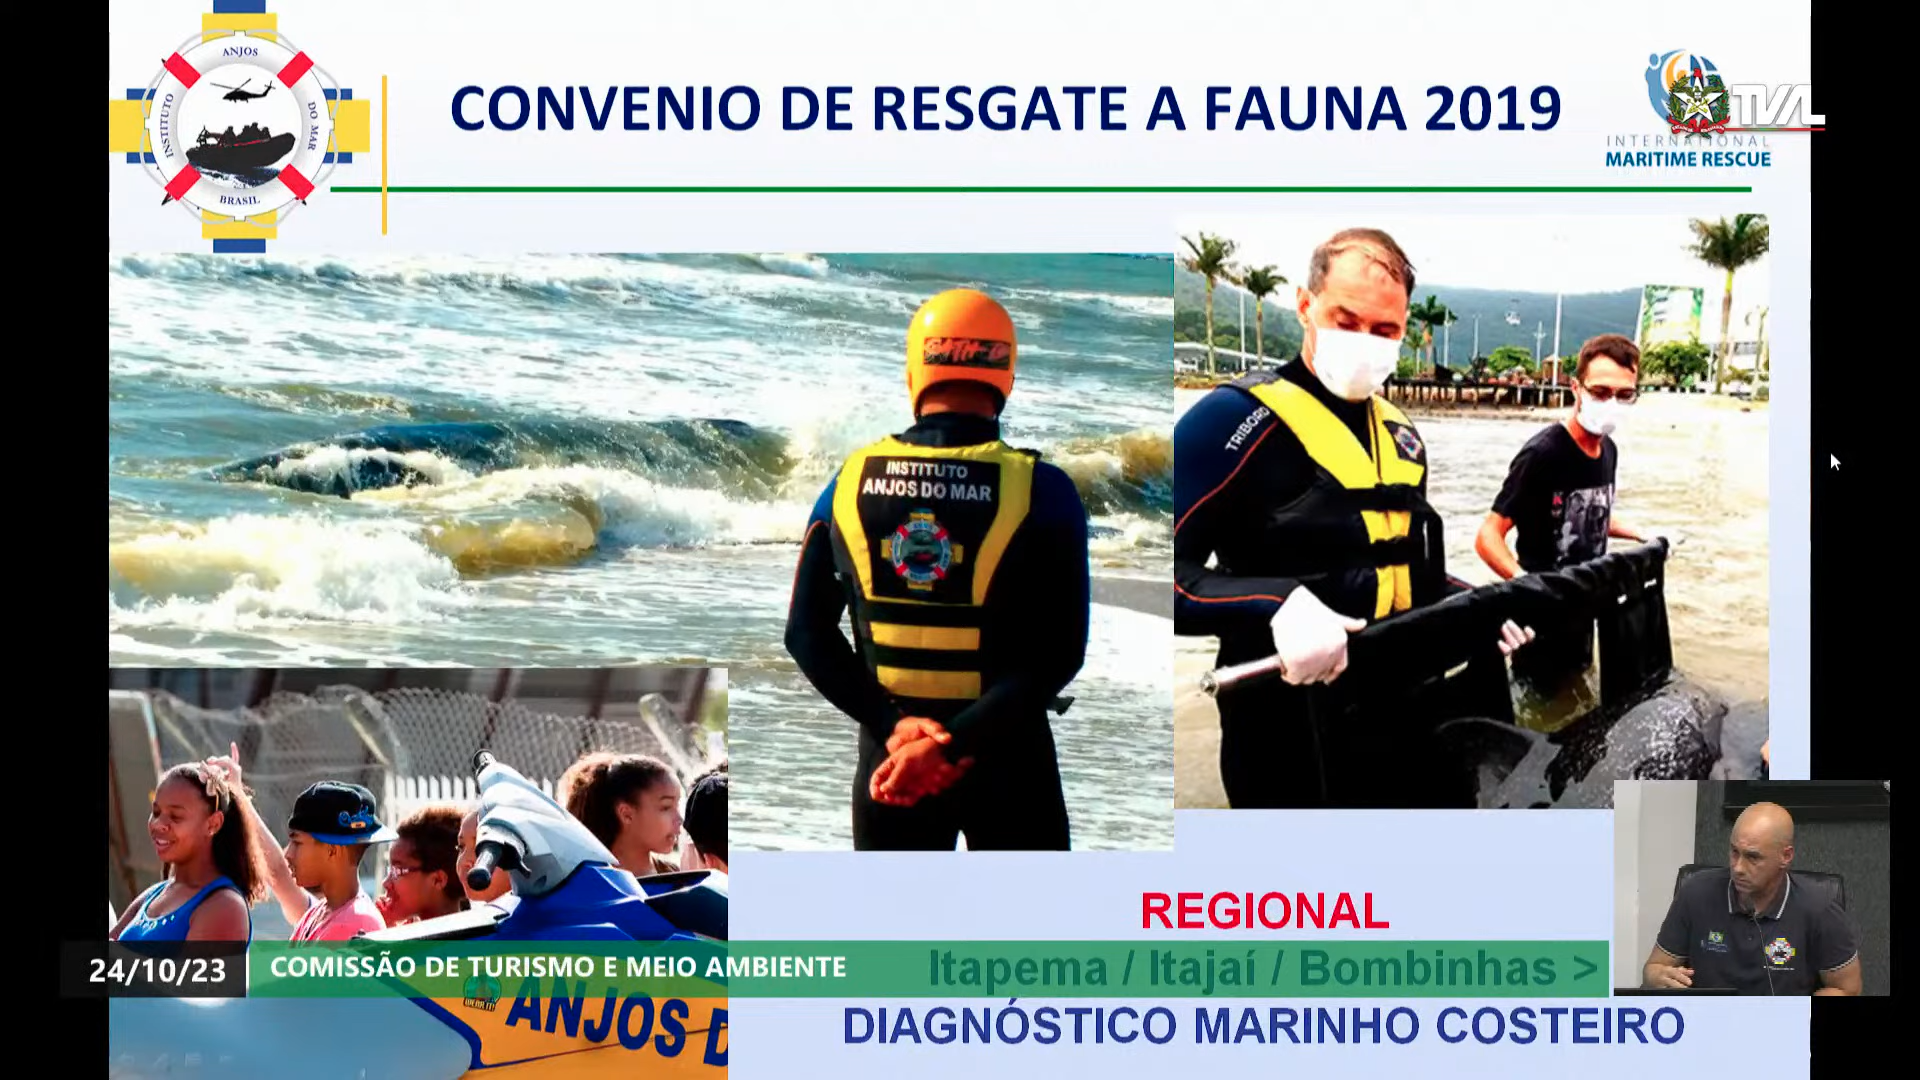 ANJOS
INSTITUTO
DO MAR
BRASIL
CONVENIO DE RESGATE A FAUNA 2019
TVAL
INTERNATIONAL
MARITIME RESCUE
INSTITUTO
ANJOS DO MAR
TRIBORD
REGIONAL
24/10/23
COMISSÃO DE TURISMO E MEIO AMBIENTE
Itapema / Itajaí / Bombinhas >
ANJOS D
DIAGNÓSTICO MARINHO COSTEIRO